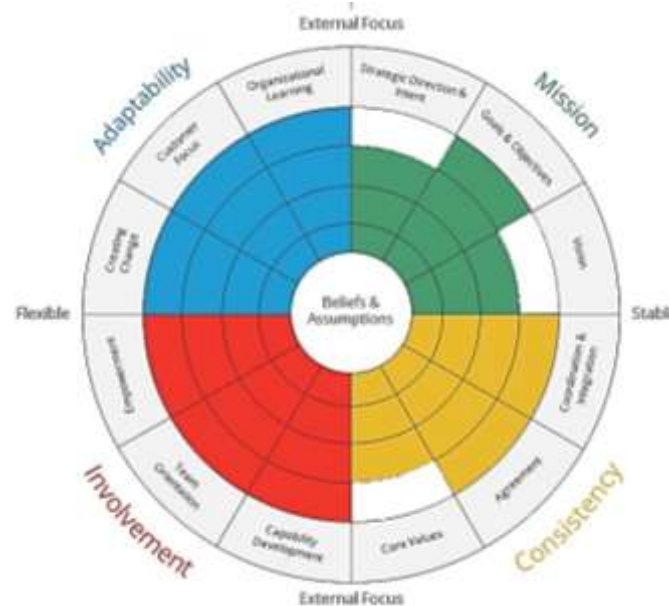 External Focus
Adaptability
Mission
Organizational
Learning
Strategic Direction &
Intent
Customer
Focus
Goals & Objectives
Creating
Change
Vision
Beliefs &
Assumptions
Flexible
Stabl
Empowerment
Coordination &
Integration
Team
Orientation
Agreement
Capability
Development
Core Values
Involvement
Consistency
External Focus